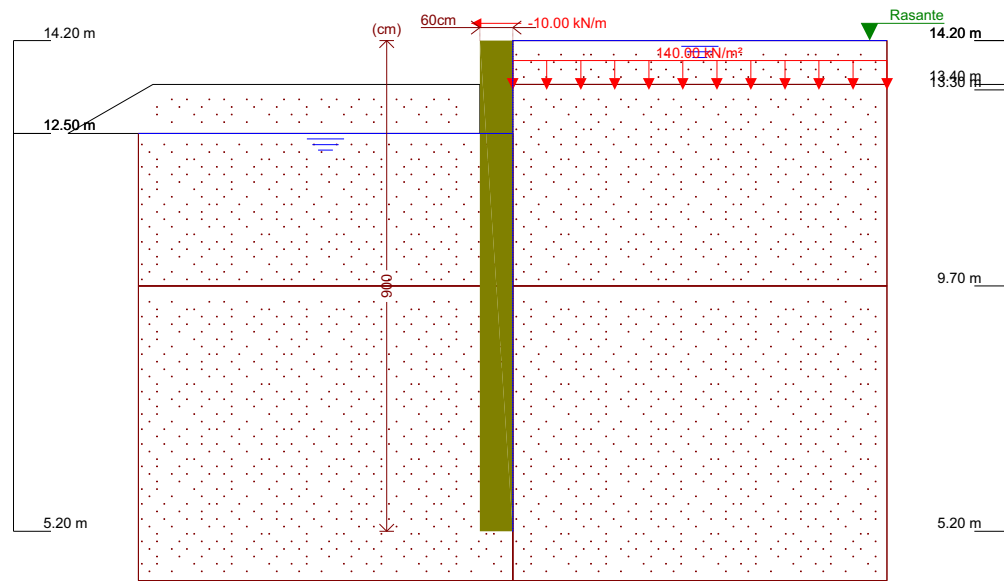 Rasante
60cm
-10.00 kN/m
14.20 m
(cm)
14.20 m
140.00 kN/m²
13.40 m
13.30 m
12.50 m
900
9.70 m
5.20 m
5.20 m